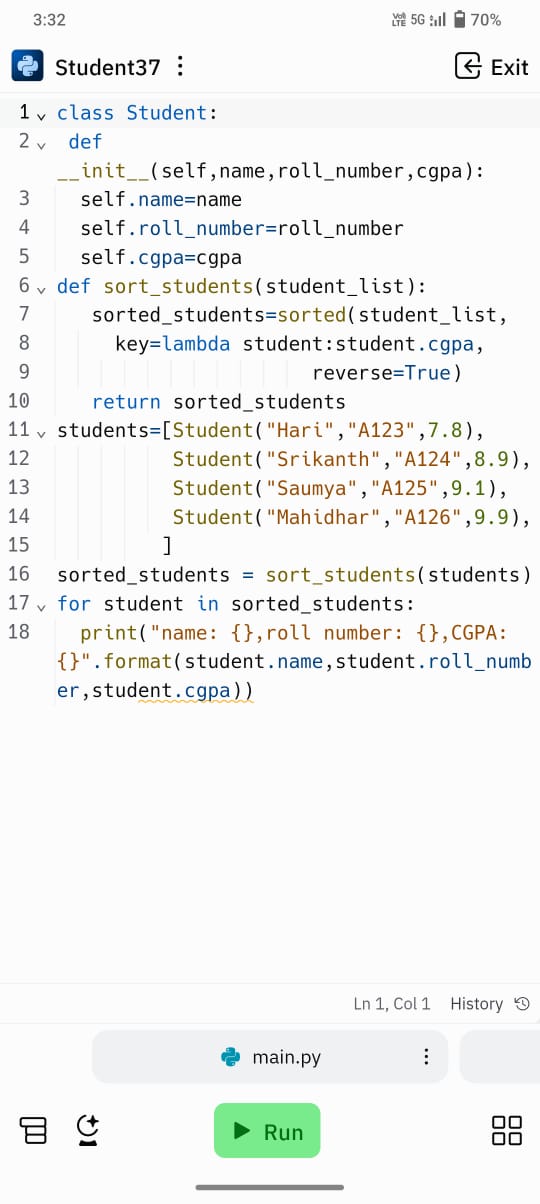 3:32 VoD LTE 5G 70%
Student37 Exit
1 class Student:
2 def
__init__(self,name,roll_number,cgpa):
3 self.name=name
4 self.roll_number=roll_number
5 self.cgpa=cgpa
6 def sort_students(student_list):
7 sorted_students=sorted(student_list,
8 key=lambda student:student.cgpa,
9 reverse=True)
10 return sorted_students
11 students=[Student("Hari","A123",7.8),
12 Student("Srikanth","A124",8.9),
13 Student("Saumya","A125",9.1),
14 Student("Mahidhar","A126",9.9),
15 ]
16 sorted_students = sort_students(students)
17 for student in sorted_students:
18 print("name: {},roll number: {},CGPA:
{}".format(student.name,student.roll_numb
er,student.cgpa))
Ln 1, Col 1 History
main.py
Run